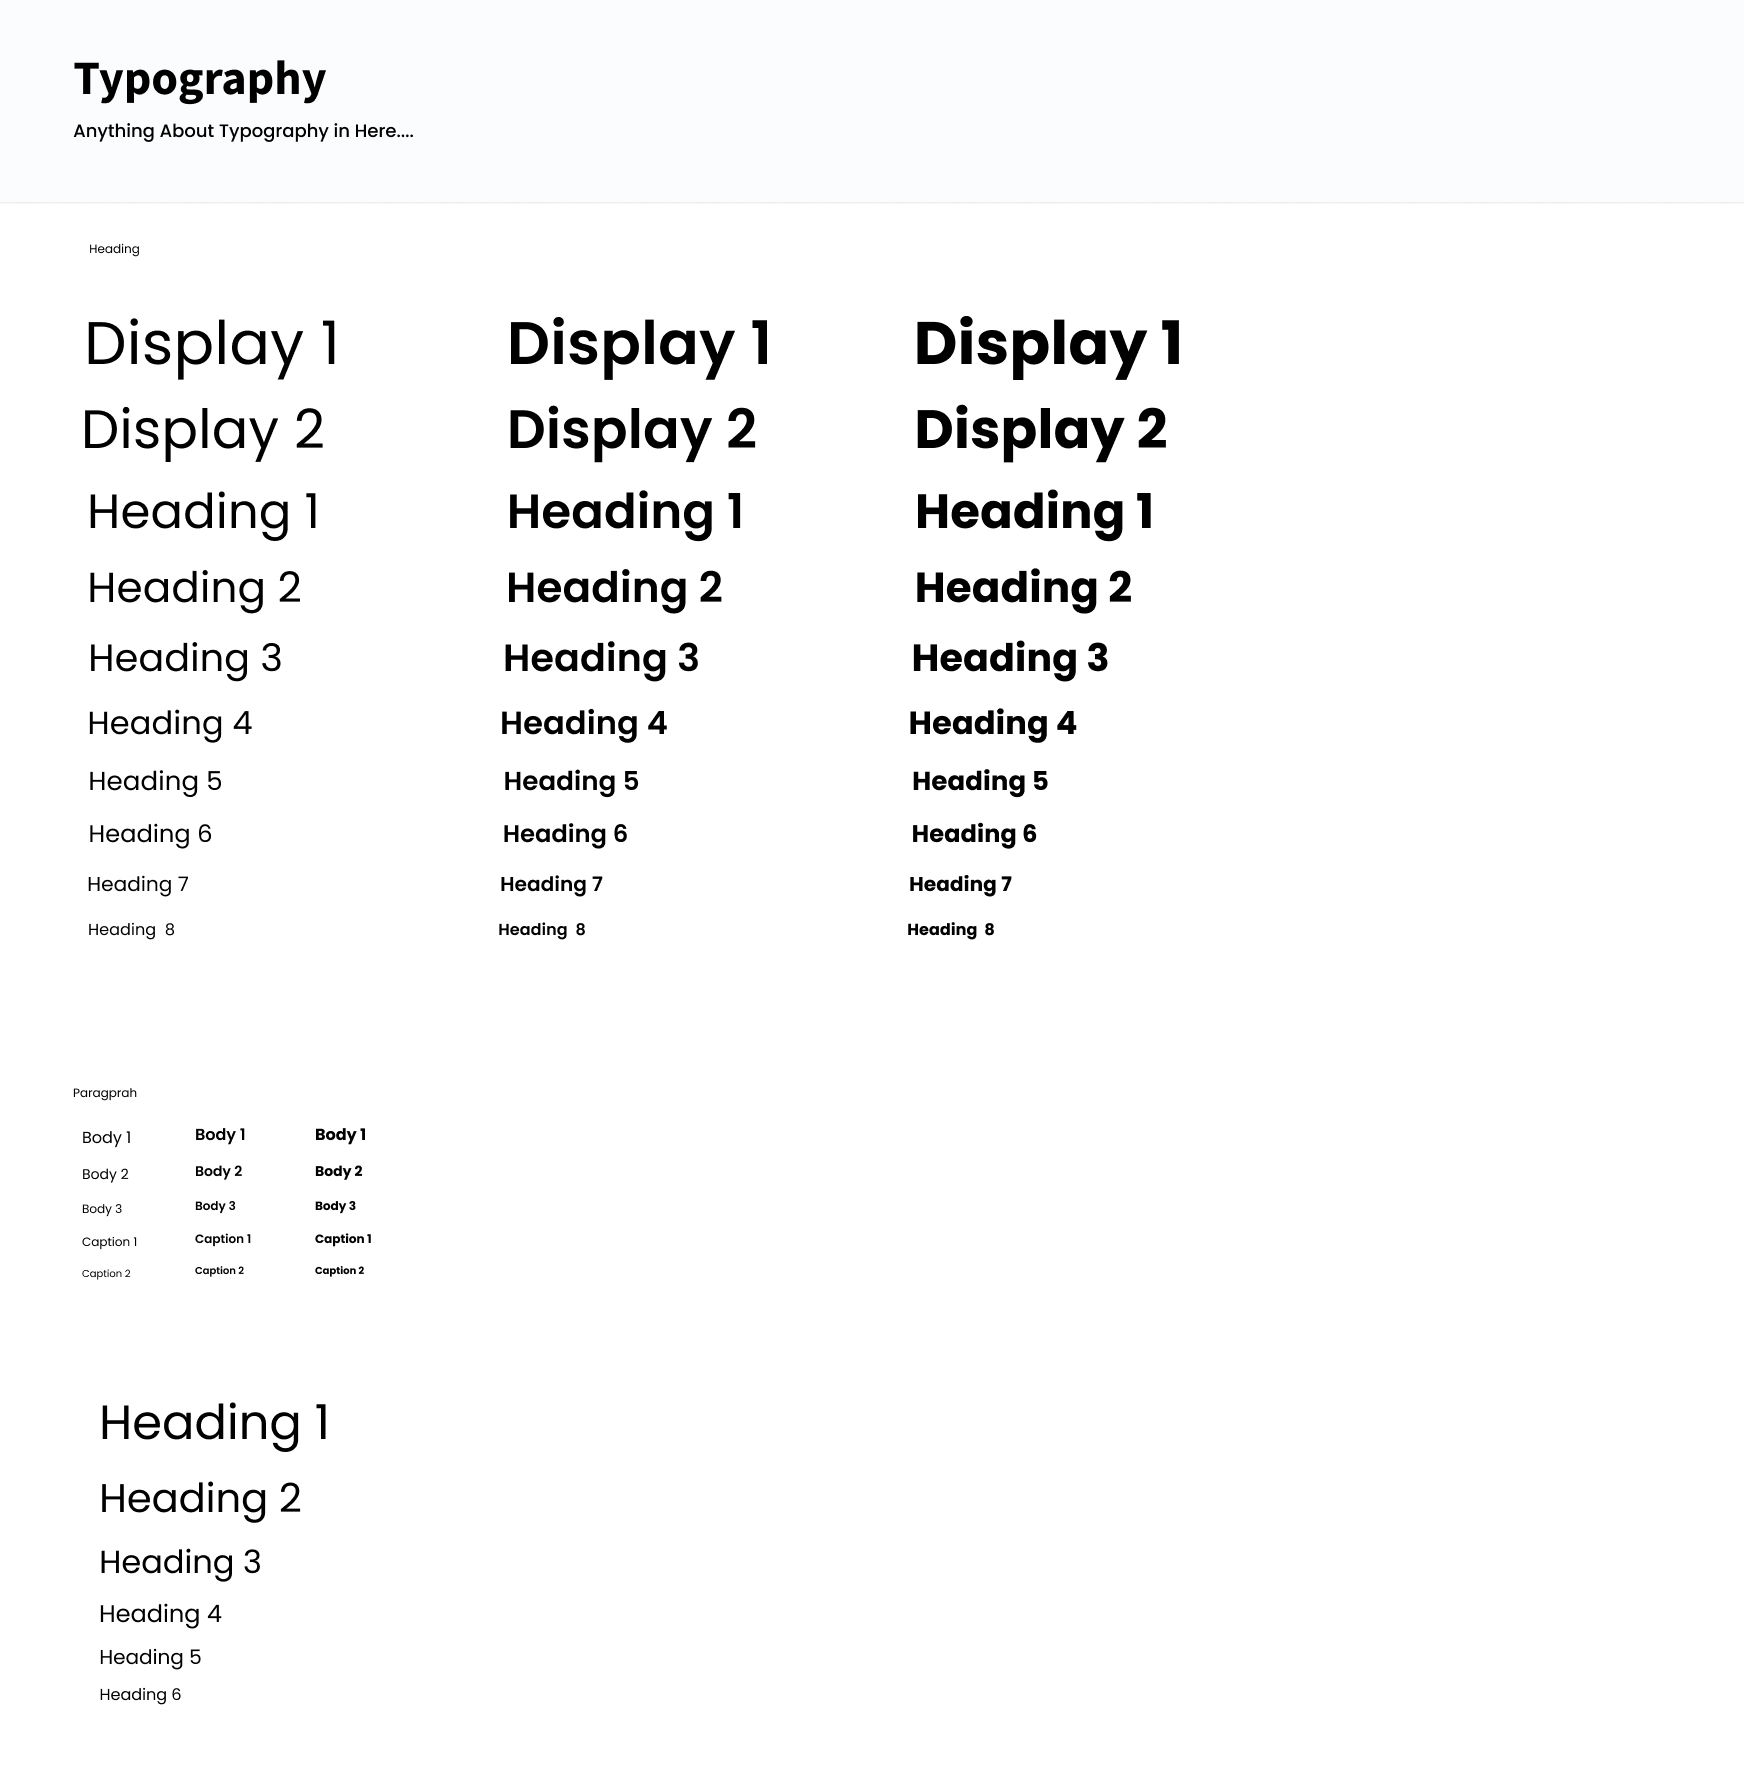 Typography
Anything About Typography in Here....
Heading
Display 1 Display 1 Display 1
Display 2 Display 2 Display 2
Heading 1 Heading 1 Heading 1
Heading 2 Heading 2 Heading 2
Heading 3 Heading 3 Heading 3
Heading 4 Heading 4 Heading 4
Heading 5 Heading 5 Heading 5
Heading 6 Heading 6 Heading 6
Heading 7 Heading 7 Heading 7
Heading 8 Heading 8 Heading 8
Paragprah
Body 1 Body 1 Body 1
Body 2 Body 2 Body 2
Body 3 Body 3 Body 3
Caption 1 Caption 1 Caption 1
Caption 2 Caption 2 Caption 2
Heading 1
Heading 2
Heading 3
Heading 4
Heading 5
Heading 6